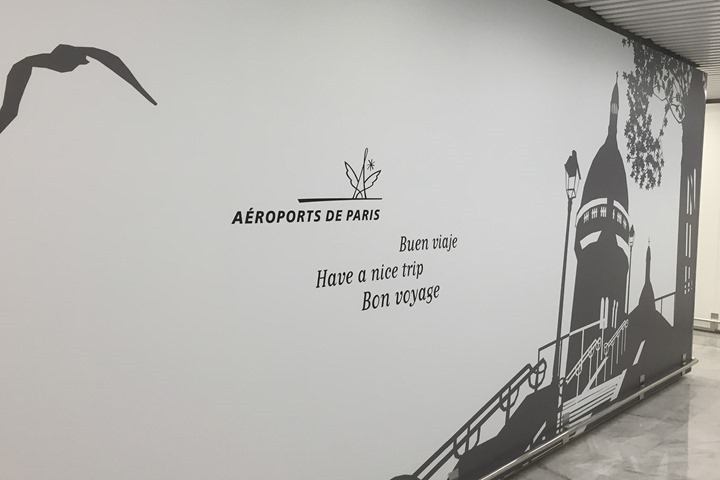 AÉROPORTS DE PARIS
Buen viaje
Have a nice trip
Bon voyage